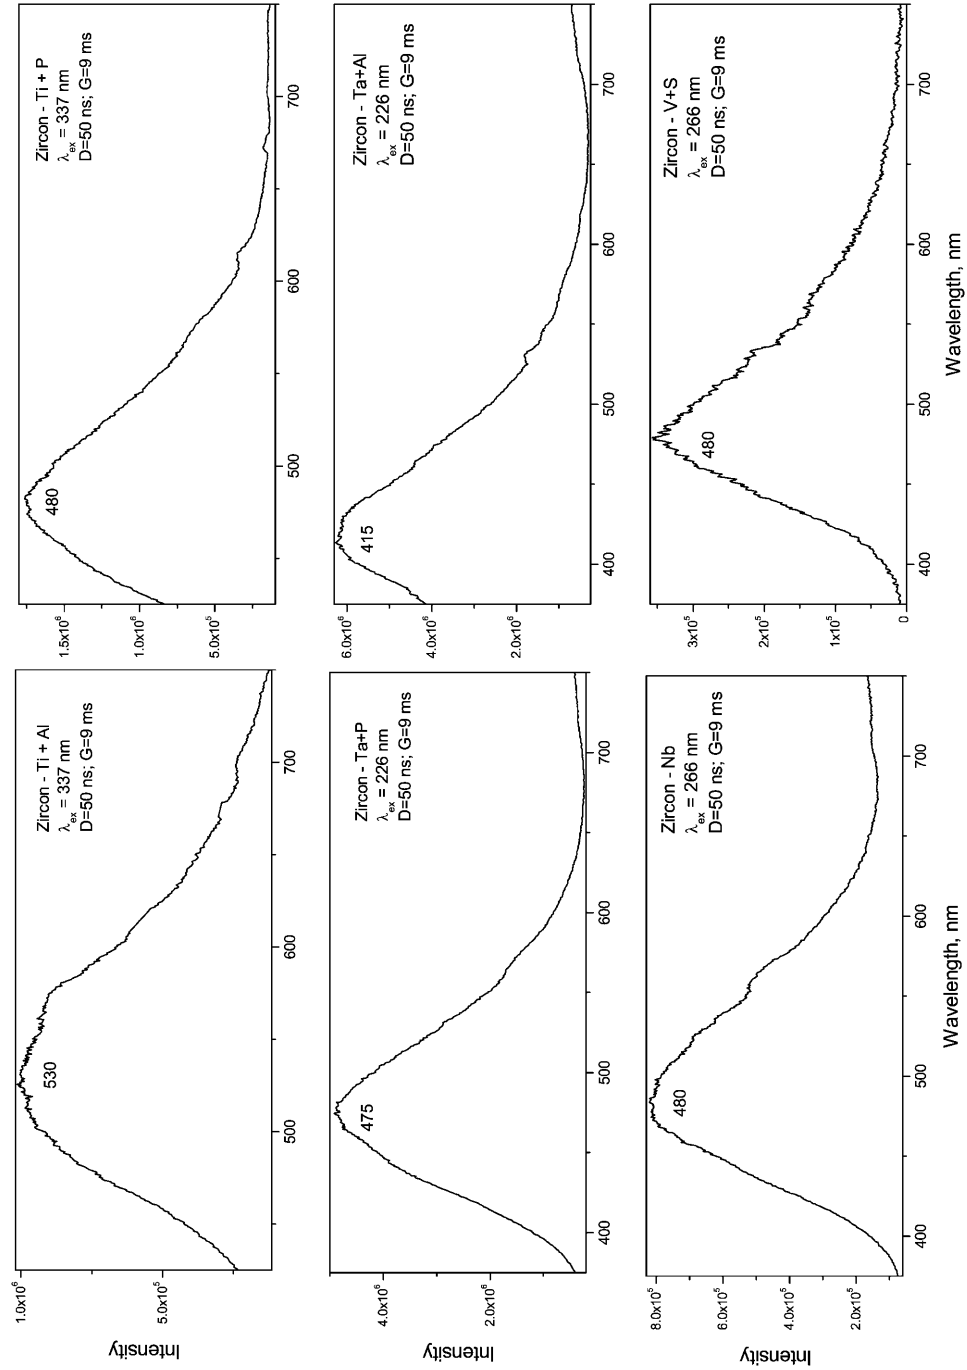 Zircon - Ti + Al
λex = 337 nm
D=50 ns; G=9 ms
530
Intensity
1.0x10⁶
5.0x10⁵
500
600
700
Zircon - Ti + P
λex = 337 nm
D=50 ns; G=9 ms
480
1.5x10⁶
1.0x10⁶
5.0x10⁵
500
600
700
Zircon - Ta+P
λex = 226 nm
D=50 ns; G=9 ms
475
Intensity
4.0x10⁶
2.0x10⁶
400
500
600
700
Zircon - Ta+Al
λex = 226 nm
D=50 ns; G=9 ms
415
6.0x10⁶
4.0x10⁶
2.0x10⁶
400
500
600
700
Zircon - Nb
λex = 266 nm
D=50 ns; G=9 ms
480
Intensity
8.0x10⁵
6.0x10⁵
4.0x10⁵
2.0x10⁵
400
500
600
700
Wavelength, nm
Zircon - V+S
λex = 266 nm
D=50 ns; G=9 ms
480
3x10⁵
2x10⁵
1x10⁵
0
400
500
600
700
Wavelength, nm